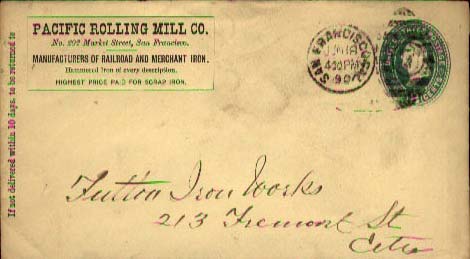 If not delivered within 10 days, to be returned to
PACIFIC ROLLING MILL CO.
No. 202 Market Street, San Francisco.
MANUFACTURERS OF RAILROAD AND MERCHANT IRON.
Hammered Iron of every description.
HIGHEST PRICE PAID FOR SCRAP IRON.
SAN FRANCISCO
430 PM
90
Fulton Iron Works
213 Fremont St
City